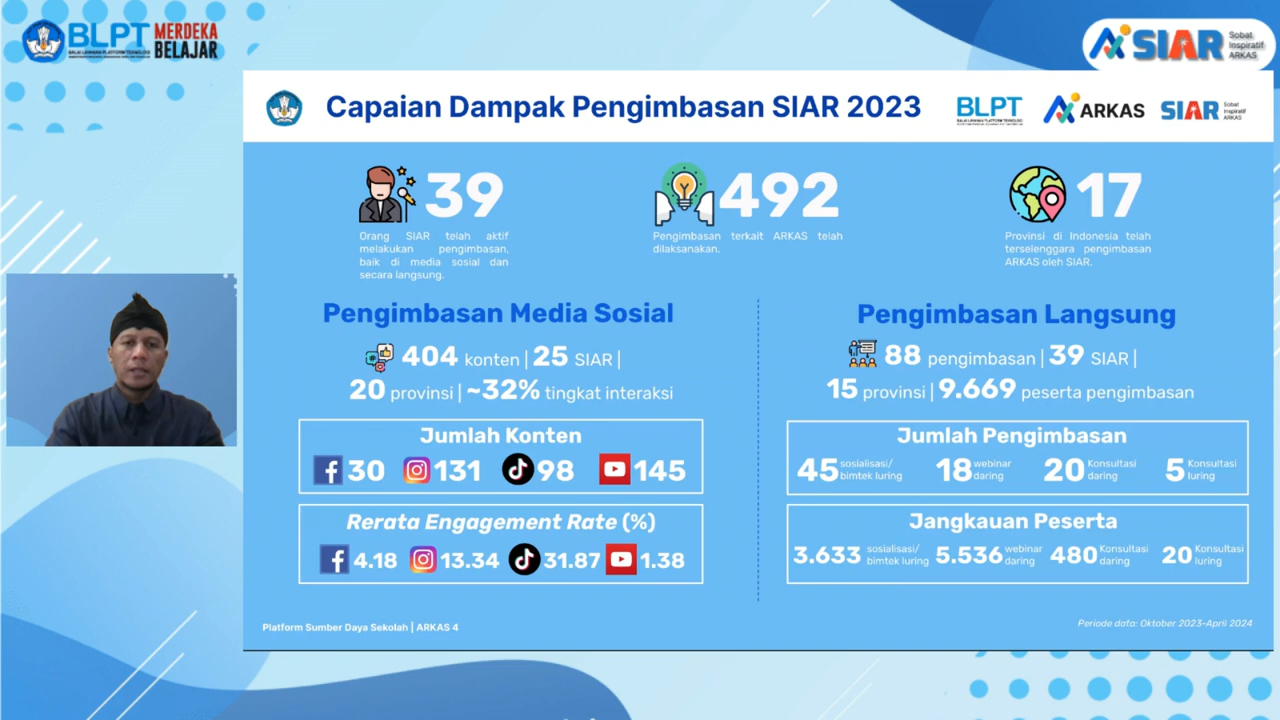 BLPT MERDEKA BELAJAR
BALAI LAYANAN PLATFORM TEKNOLOGI
SIAR Sobat Inspiratif ARKAS
Capaian Dampak Pengimbasan SIAR 2023
BLPT
ARKAS
SIAR Sobat Inspiratif ARKAS
39
Orang SIAR telah aktif
melakukan pengimbasan,
baik di media sosial dan
secara langsung.
492
Pengimbasan terkait ARKAS telah
dilaksanakan.
17
Provinsi di Indonesia telah
terselenggara pengimbasan
ARKAS oleh SIAR.
Pengimbasan Media Sosial
404 konten | 25 SIAR |
20 provinsi | ~32% tingkat interaksi
Jumlah Konten
30 131 98 145
Rerata Engagement Rate (%)
4.18 13.34 31.87 1.38
Pengimbasan Langsung
88 pengimbasan | 39 SIAR |
15 provinsi | 9.669 peserta pengimbasan
Jumlah Pengimbasan
45 sosialisasi/ bimtek luring 18 webinar daring 20 Konsultasi daring 5 Konsultasi luring
Jangkauan Peserta
3.633 sosialisasi/ bimtek luring 5.536 webinar daring 480 Konsultasi daring 20 Konsultasi luring
Platform Sumber Daya Sekolah | ARKAS 4
Periode data: Oktober 2023-April 2024